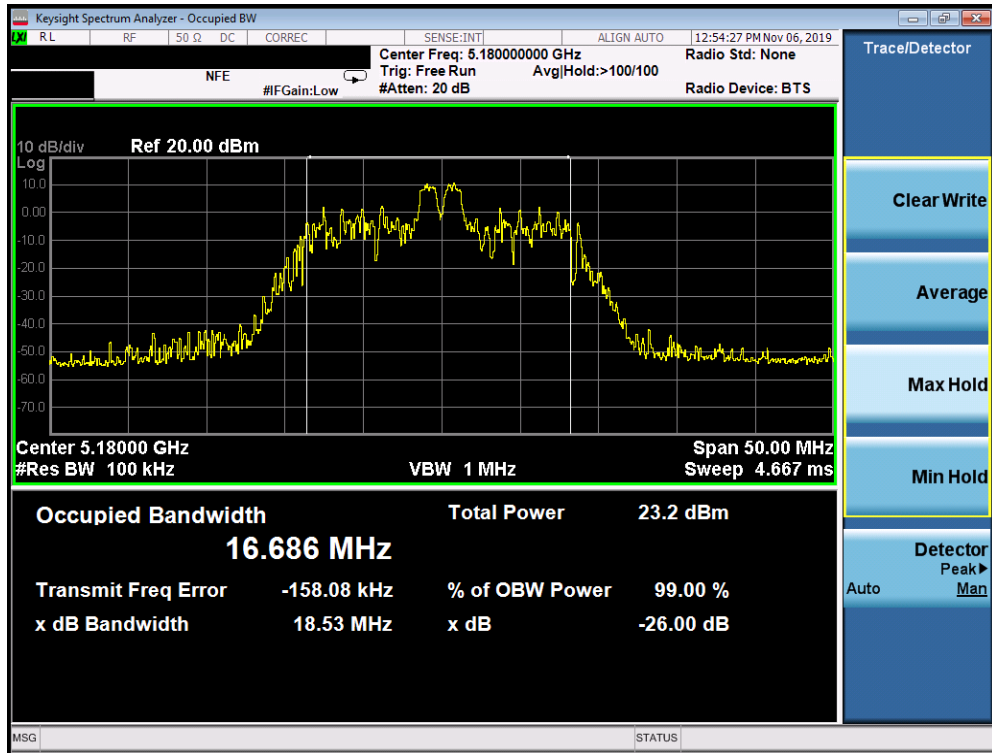 Keysight Spectrum Analyzer - Occupied BW
LXI RL RF 50 Ω DC CORREC SENSE:INT ALIGN AUTO 12:54:27 PM Nov 06, 2019
Center Freq: 5.180000000 GHz Radio Std: None
NFE Trig: Free Run Avg|Hold:>100/100
#IFGain:Low #Atten: 20 dB Radio Device: BTS
10 dB/div Ref 20.00 dBm
Log
10.0
0.00
-10.0
-20.0
-30.0
-40.0
-50.0
-60.0
-70.0
Center 5.18000 GHz Span 50.00 MHz
#Res BW 100 kHz VBW 1 MHz Sweep 4.667 ms
Occupied Bandwidth Total Power 23.2 dBm
16.686 MHz
Transmit Freq Error -158.08 kHz % of OBW Power 99.00 %
x dB Bandwidth 18.53 MHz x dB -26.00 dB
MSG STATUS
Trace/Detector
Clear Write
Average
Max Hold
Min Hold
Detector
Peak▶
Auto Man